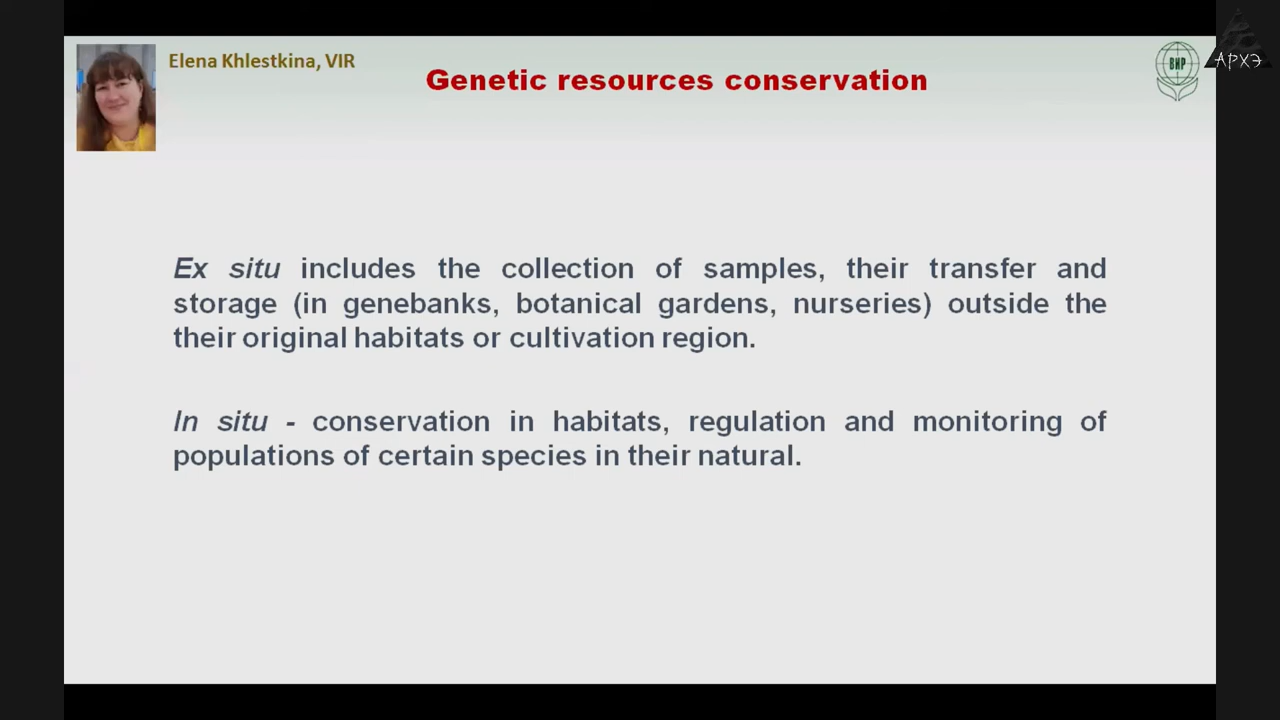 Elena Khlestkina, VIR
Genetic resources conservation
ВИР
АРХЭ
Ex situ includes the collection of samples, their transfer and
storage (in genebanks, botanical gardens, nurseries) outside the
their original habitats or cultivation region.
In situ - conservation in habitats, regulation and monitoring of
populations of certain species in their natural.